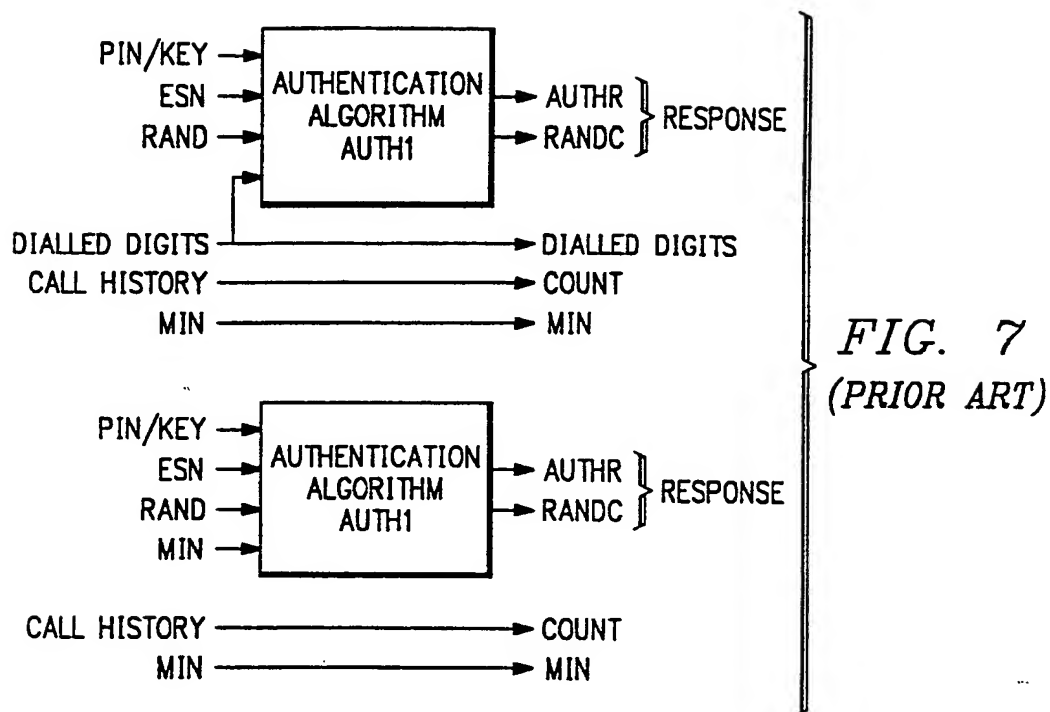 PIN/KEY
ESN
RAND
AUTHENTICATION
ALGORITHM
AUTH1
AUTHR
RANDC
RESPONSE
DIALLED DIGITS
DIALLED DIGITS
CALL HISTORY
COUNT
MIN
MIN
PIN/KEY
ESN
RAND
MIN
AUTHENTICATION
ALGORITHM
AUTH1
AUTHR
RANDC
RESPONSE
CALL HISTORY
COUNT
MIN
MIN
FIG. 7
(PRIOR ART)